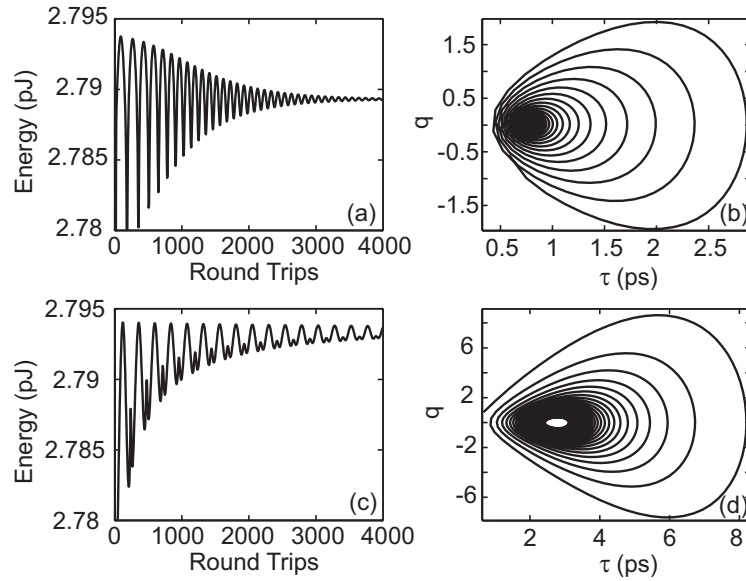 2.795
2.79
2.785
2.78
Energy (pJ)
0 1000 2000 3000 4000
Round Trips
(a)
1.5
0.5
-0.5
-1.5
q
0.5 1 1.5 2 2.5
τ (ps)
(b)
2.795
2.79
2.785
2.78
Energy (pJ)
0 1000 2000 3000 4000
Round Trips
(c)
6
2
-2
-6
q
2 4 6 8
τ (ps)
(d)